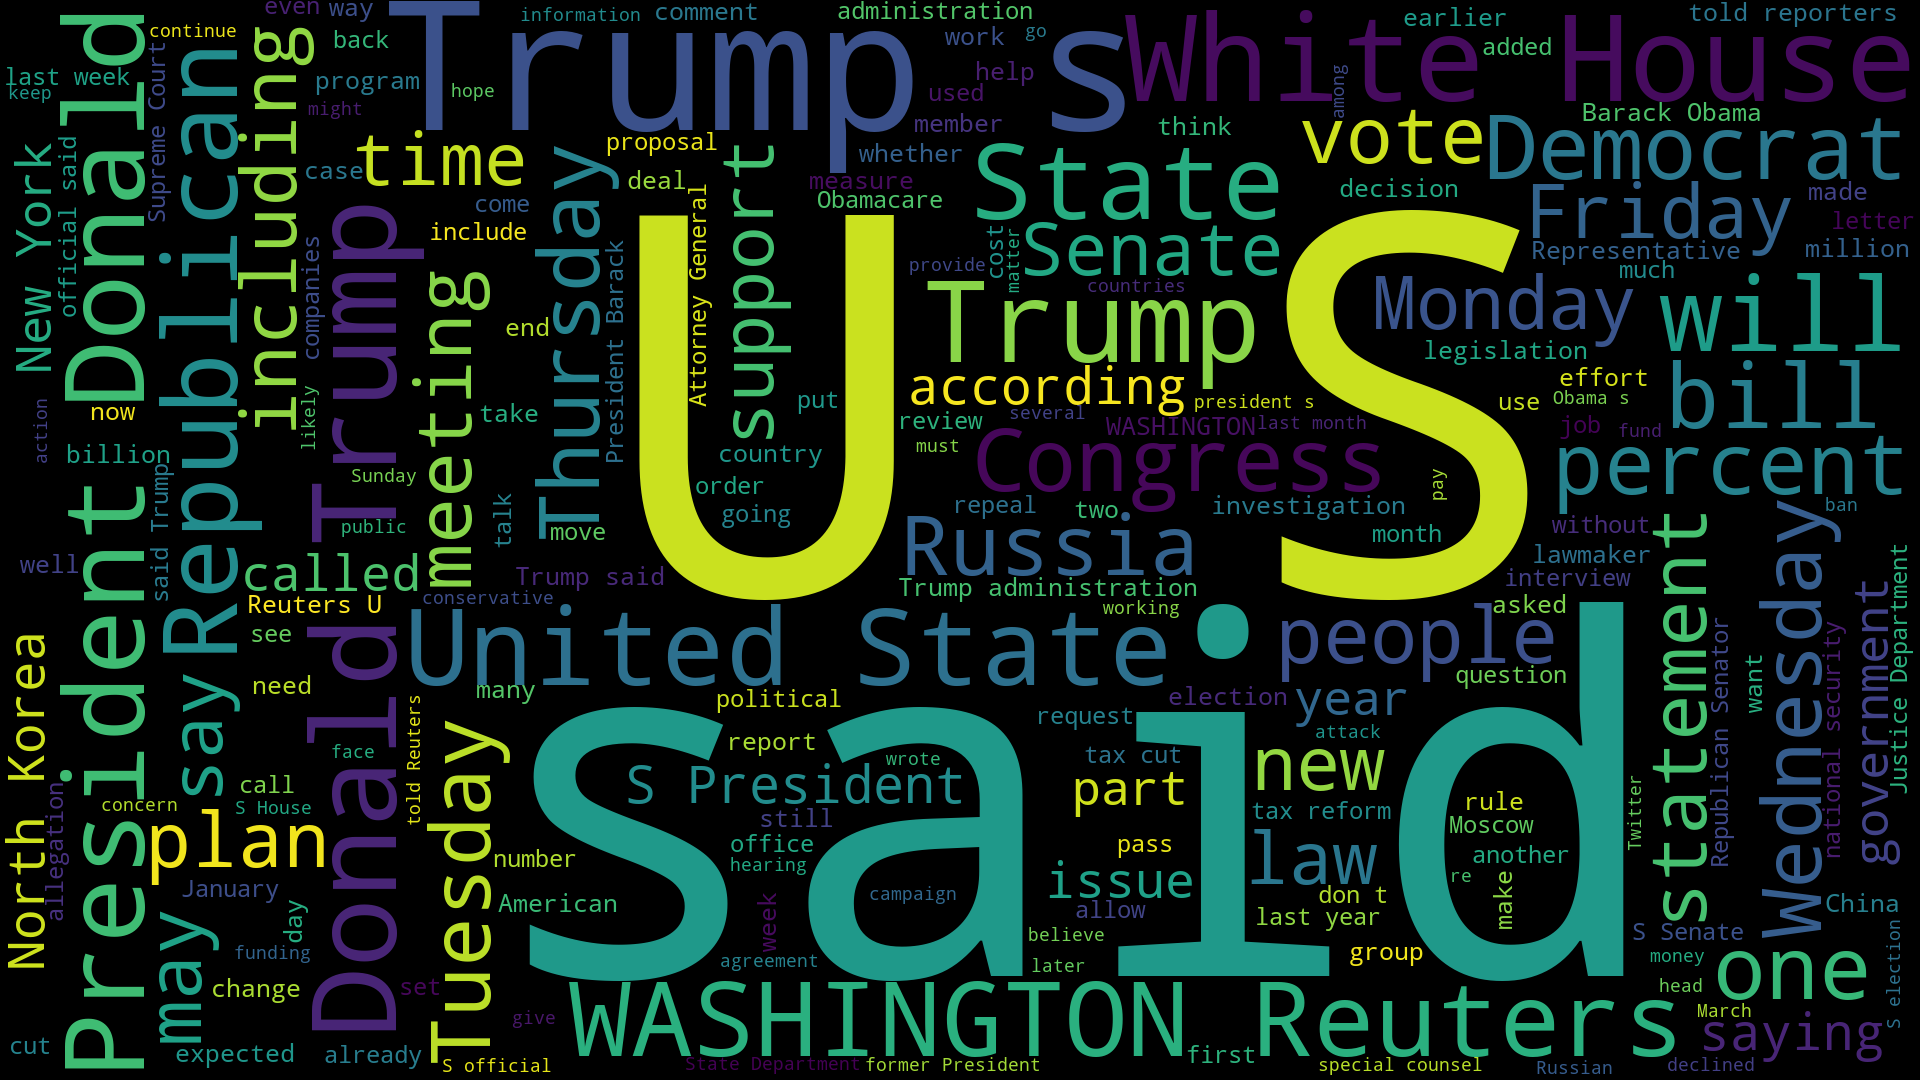 continue
even
way
information
comment
administration
earlier
told reporters
Trump s
White House
back
work
go
added
last week
keep
program
hope
help
used
among
Barack Obama
might
member
think
vote
Democrat
Donald
Republican
including
Supreme Court
official said
New York
case
time
proposal
whether
deal
measure
Obamacare
State
decision
Friday
made
letter
come
include
Thursday
support
Attorney General
President Barack
companies
Trump
meeting
end
U S
provide
cost
matter
Senate
countries
Representative
million
much
Monday
will
Trump
legislation
according
president s
effort
Obama s
use
bill
now
action
likely
take
put
review
several
WASHINGTON
last month
job
fund
must
billion
country
Congress
percent
pay
Sunday
order
going
repeal
two
investigation
ban
public
talk
move
Russia
month
without
lawmaker
said Trump
well
called
Trump said
Trump administration
interview
conservative
working
asked
Reuters U
see
United State
people
statement
Wednesday
government
Justice Department
North Korea
President
say
Donald
need
many
political
election
question
year
want
Republican Senator
national security
told Reuters
request
attack
said
report
face
wrote
tax cut
new
Tuesday
S President
call
concern
S House
part
tax reform
rule
Twitter
plan
still
Moscow
allegation
office
pass
law
another
number
hearing
January
issue
re
make
American
campaign
don t
China
day
may
week
allow
last year
believe
S Senate
funding
agreement
later
group
money
one
S election
change
set
head
give
WASHINGTON Reuters
March
saying
cut
expected
already
S official
State Department
former President
first
special counsel
Russian
declined